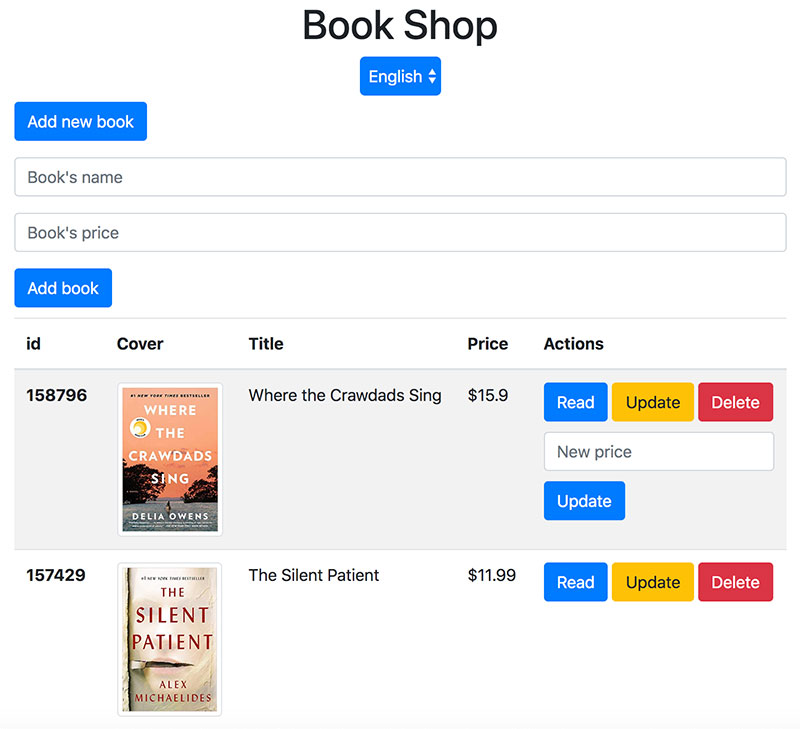 Book Shop
English
Add new book
Book's name
Book's price
Add book
id Cover Title Price Actions
158796 Where the Crawdads Sing $15.9 Read Update Delete
#1 NEW YORK TIMES BESTSELLER
WHERE
THE
CRAWDADS
SING
A NOVEL
DELIA OWENS
New price
Update
157429 The Silent Patient $11.99 Read Update Delete
#1 NEW YORK TIMES BESTSELLER
THE
SILENT
PATIENT
ALEX
MICHAELIDES